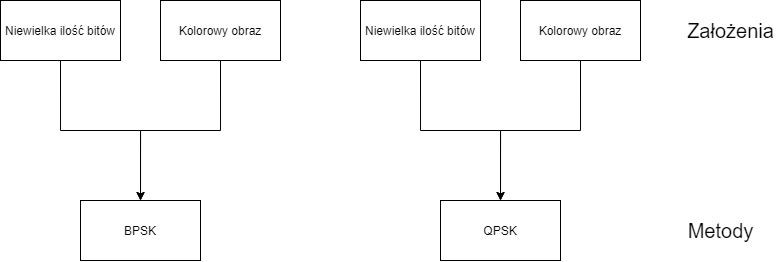 Niewielka ilość bitów
Kolorowy obraz
Niewielka ilość bitów
Kolorowy obraz
Założenia
BPSK
QPSK
Metody